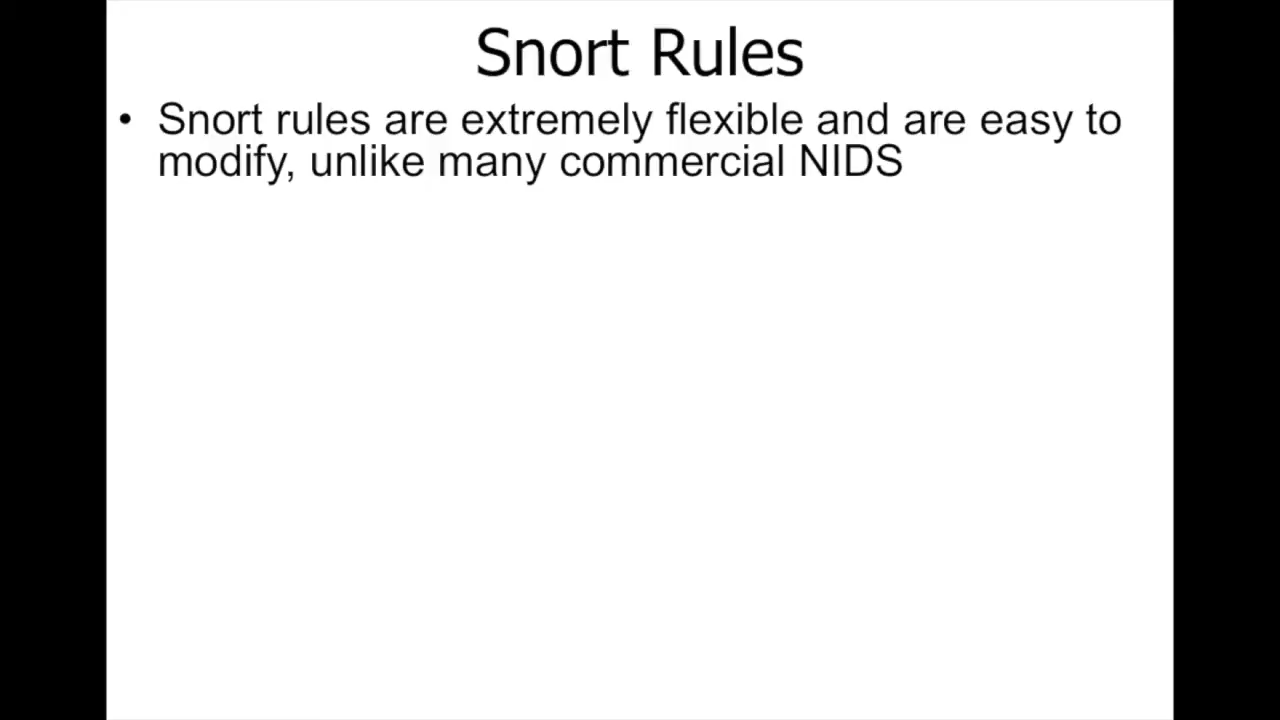 Snort Rules
• Snort rules are extremely flexible and are easy to
modify, unlike many commercial NIDS